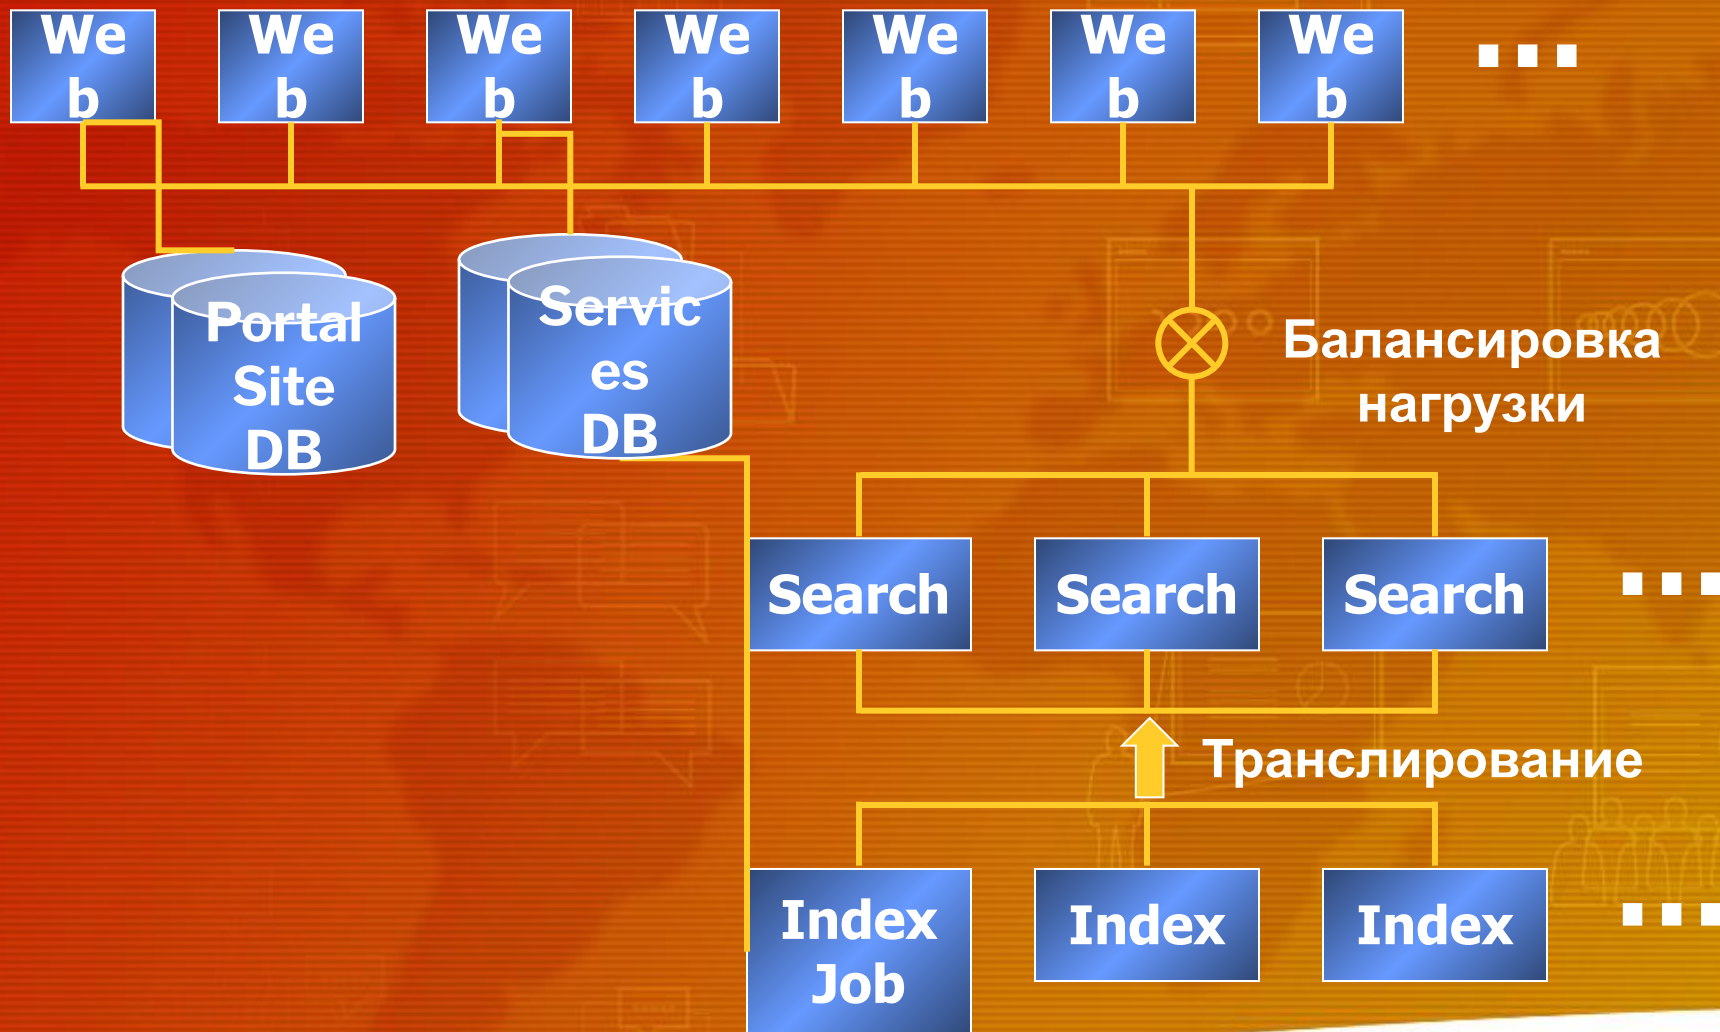 We We We We We We We ...
b b b b b b b
Portal
Site
DB
Servic
es
DB
Балансировка
нагрузки
Search Search Search ...
Транслирование
Index
Job
Index Index ...